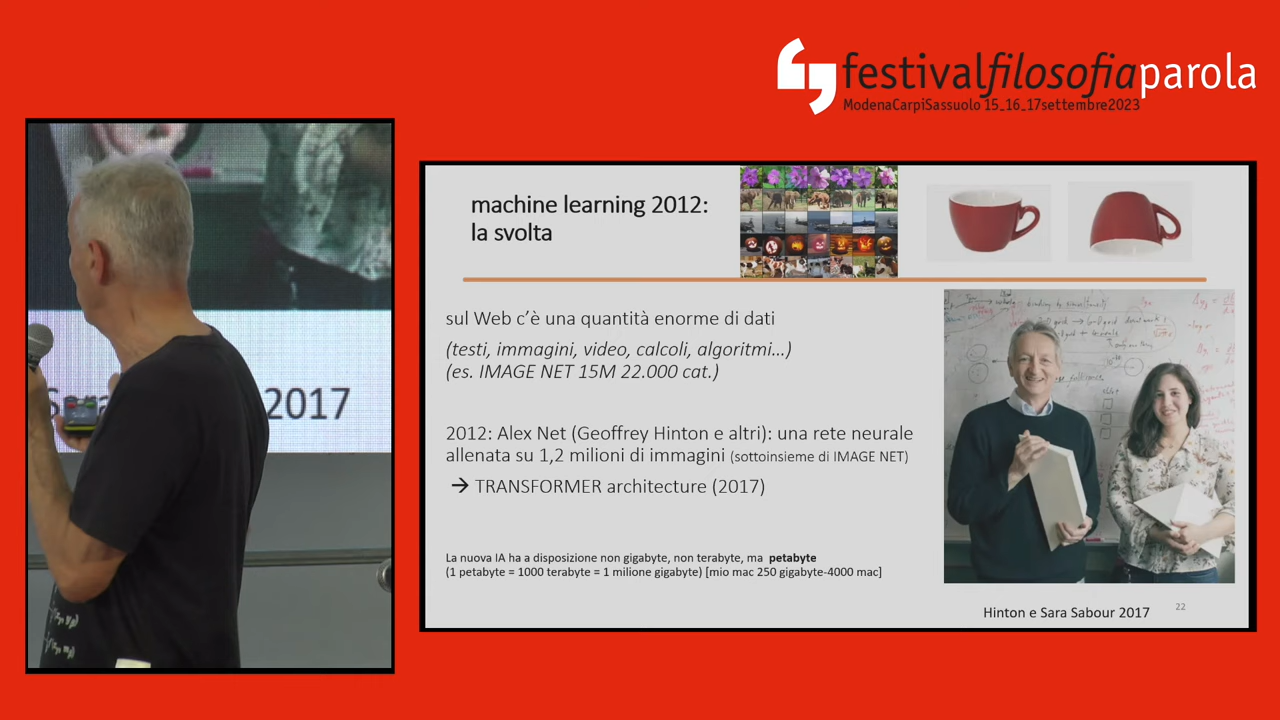 festivalfilosofiaparola
ModenaCarpiSassuolo 15_16_17settembre2023
2017
machine learning 2012:
la svolta
sul Web c’è una quantità enorme di dati
(testi, immagini, video, calcoli, algoritmi...)
(es. IMAGE NET 15M 22.000 cat.)
2012: Alex Net (Geoffrey Hinton e altri): una rete neurale
allenata su 1,2 milioni di immagini (sottoinsieme di IMAGE NET)
→ TRANSFORMER architecture (2017)
La nuova IA ha a disposizione non gigabyte, non terabyte, ma petabyte
(1 petabyte = 1000 terabyte = 1 milione gigabyte) [mio mac 250 gigabyte-4000 mac]
Hinton e Sara Sabour 2017
22